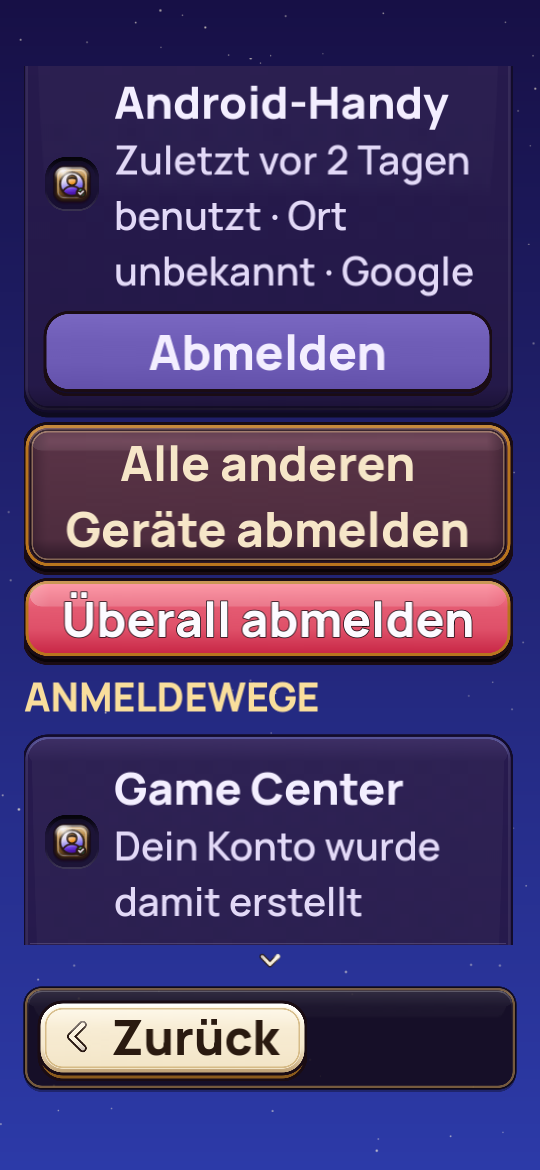 Android-Handy
Zuletzt vor 2 Tagen
benutzt · Ort
unbekannt · Google
Abmelden
Alle anderen
Geräte abmelden
Überall abmelden
ANMELDEWEGE
Game Center
Dein Konto wurde
damit erstellt
Zurück